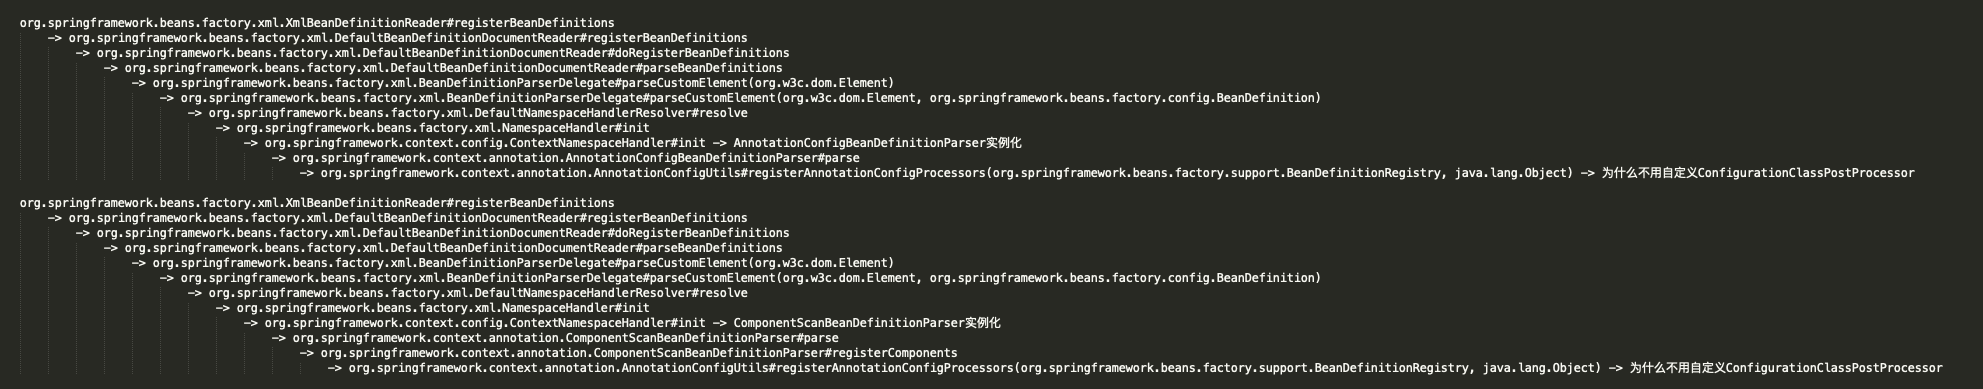 org.springframework.beans.factory.xml.XmlBeanDefinitionReader#registerBeanDefinitions
-> org.springframework.beans.factory.xml.DefaultBeanDefinitionDocumentReader#registerBeanDefinitions
-> org.springframework.beans.factory.xml.DefaultBeanDefinitionDocumentReader#doRegisterBeanDefinitions
-> org.springframework.beans.factory.xml.DefaultBeanDefinitionDocumentReader#parseBeanDefinitions
-> org.springframework.beans.factory.xml.BeanDefinitionParserDelegate#parseCustomElement(org.w3c.dom.Element)
-> org.springframework.beans.factory.xml.BeanDefinitionParserDelegate#parseCustomElement(org.w3c.dom.Element, org.springframework.beans.factory.config.BeanDefinition)
-> org.springframework.beans.factory.xml.DefaultNamespaceHandlerResolver#resolve
-> org.springframework.beans.factory.xml.NamespaceHandler#init
-> org.springframework.context.config.ContextNamespaceHandler#init -> AnnotationConfigBeanDefinitionParser实例化
-> org.springframework.context.annotation.AnnotationConfigBeanDefinitionParser#parse
-> org.springframework.context.annotation.AnnotationConfigUtils#registerAnnotationConfigProcessors(org.springframework.beans.factory.support.BeanDefinitionRegistry, java.lang.Object) -> 为什么不用自定义ConfigurationClassPostProcessor
org.springframework.beans.factory.xml.XmlBeanDefinitionReader#registerBeanDefinitions
-> org.springframework.beans.factory.xml.DefaultBeanDefinitionDocumentReader#registerBeanDefinitions
-> org.springframework.beans.factory.xml.DefaultBeanDefinitionDocumentReader#doRegisterBeanDefinitions
-> org.springframework.beans.factory.xml.DefaultBeanDefinitionDocumentReader#parseBeanDefinitions
-> org.springframework.beans.factory.xml.BeanDefinitionParserDelegate#parseCustomElement(org.w3c.dom.Element)
-> org.springframework.beans.factory.xml.BeanDefinitionParserDelegate#parseCustomElement(org.w3c.dom.Element, org.springframework.beans.factory.config.BeanDefinition)
-> org.springframework.beans.factory.xml.DefaultNamespaceHandlerResolver#resolve
-> org.springframework.beans.factory.xml.NamespaceHandler#init
-> org.springframework.context.config.ContextNamespaceHandler#init -> ComponentScanBeanDefinitionParser实例化
-> org.springframework.context.annotation.ComponentScanBeanDefinitionParser#parse
-> org.springframework.context.annotation.ComponentScanBeanDefinitionParser#registerComponents
-> org.springframework.context.annotation.AnnotationConfigUtils#registerAnnotationConfigProcessors(org.springframework.beans.factory.support.BeanDefinitionRegistry, java.lang.Object) -> 为什么不用自定义ConfigurationClassPostProcessor